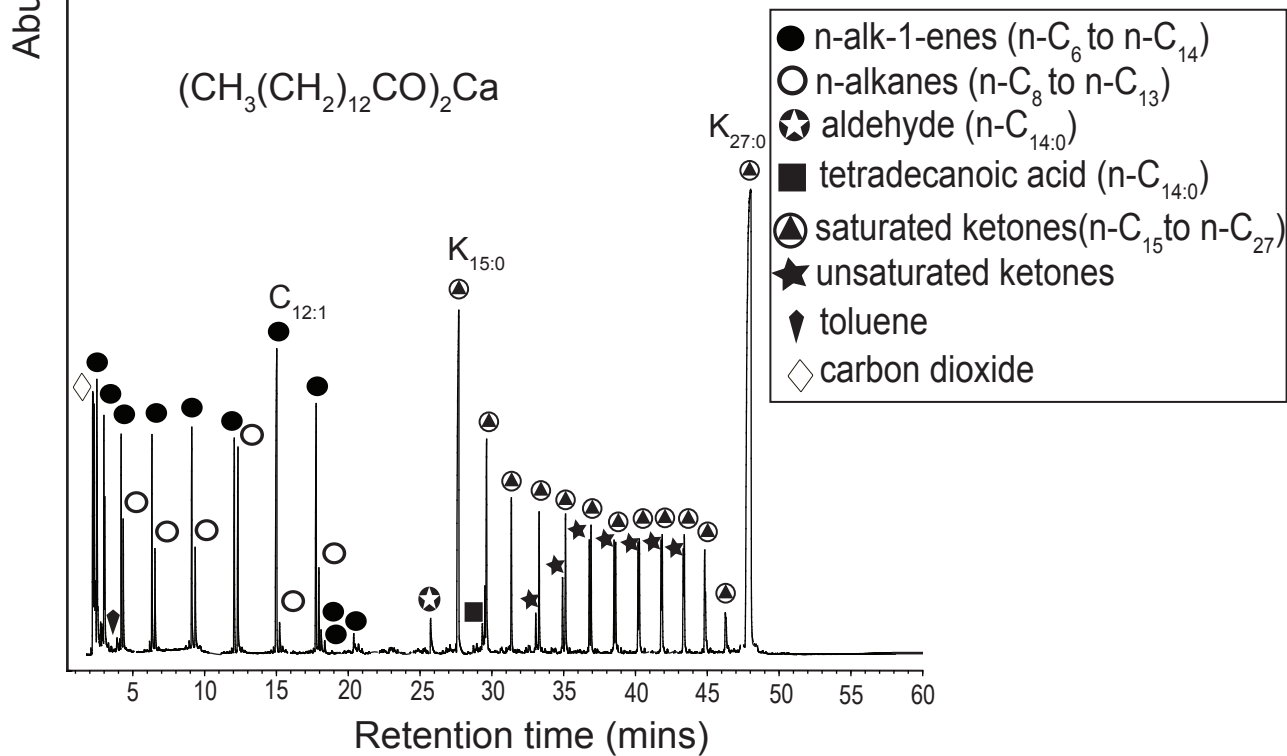 Abu
(CH₃(CH₂)₁₂CO)₂Ca
C₁₂:₁
K₁₅:₀
K₂₇:₀
n-alk-1-enes (n-C₆ to n-C₁₄)
n-alkanes (n-C₈ to n-C₁₃)
aldehyde (n-C₁₄:₀)
tetradecanoic acid (n-C₁₄:₀)
saturated ketones(n-C₁₅ to n-C₂₇)
unsaturated ketones
toluene
carbon dioxide
5 10 15 20 25 30 35 40 45 50 55 60
Retention time (mins)